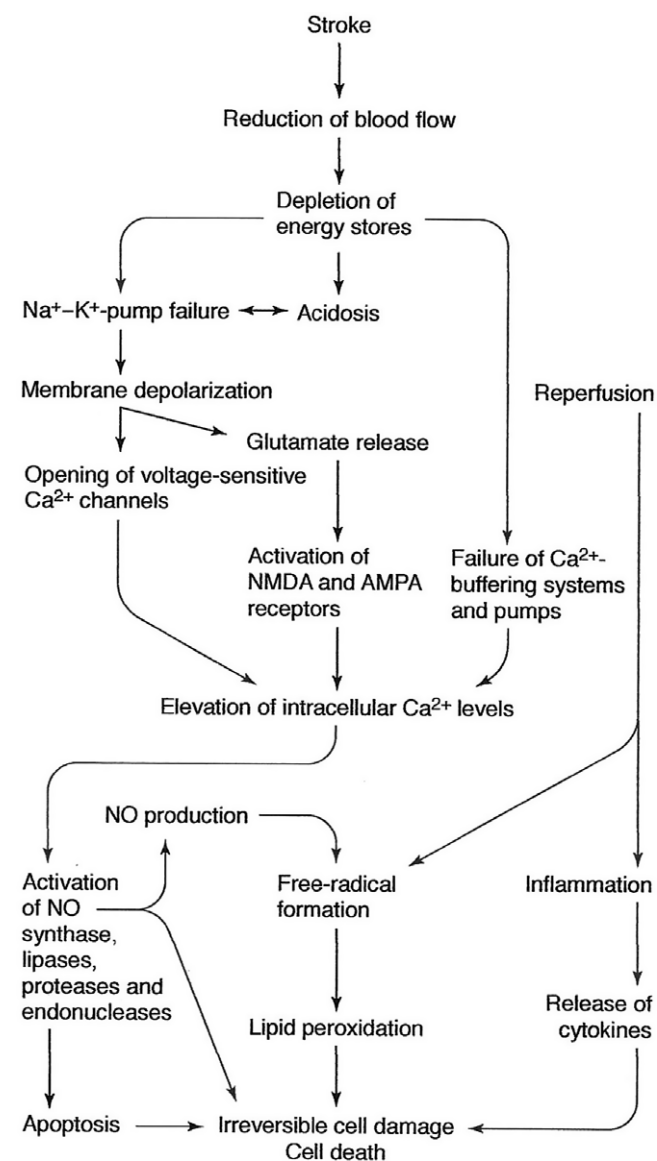 Stroke
Reduction of blood flow
Depletion of
energy stores
Na⁺–K⁺-pump failure
Acidosis
Membrane depolarization
Reperfusion
Glutamate release
Opening of voltage-sensitive
Ca²⁺ channels
Activation of
NMDA and AMPA
receptors
Failure of Ca²⁺-
buffering systems
and pumps
Elevation of intracellular Ca²⁺ levels
NO production
Activation
of NO
synthase,
lipases,
proteases and
endonucleases
Free-radical
formation
Inflammation
Lipid peroxidation
Release of
cytokines
Apoptosis
Irreversible cell damage
Cell death